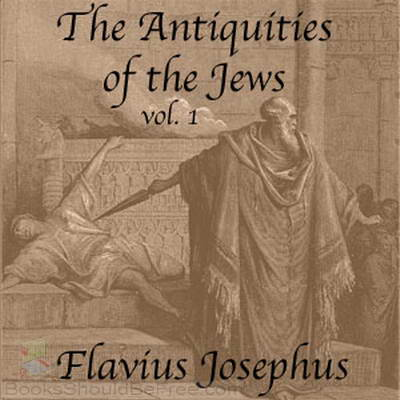 The Antiquities
of the Jews
vol. 1
Flavius Josephus
BooksShouldBeFree.com